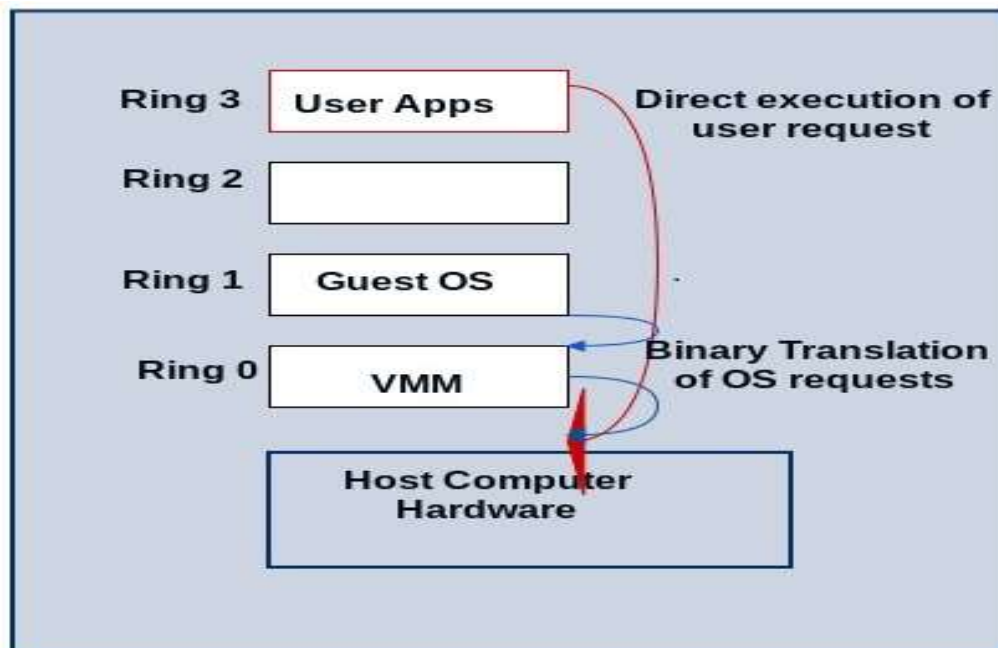 Ring 3
User Apps
Direct execution of
user request
Ring 2
Ring 1
Guest OS
Ring 0
VMM
Binary Translation
of OS requests
Host Computer
Hardware